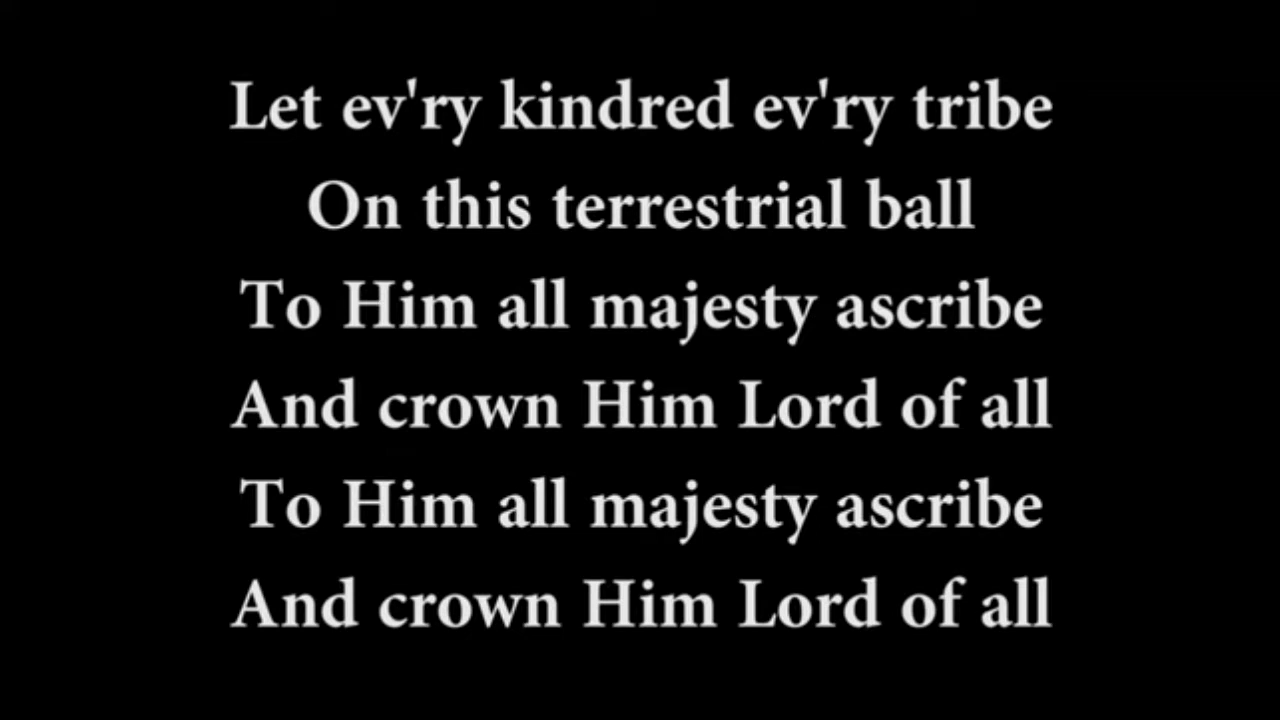 Let ev'ry kindred ev'ry tribe
On this terrestrial ball
To Him all majesty ascribe
And crown Him Lord of all
To Him all majesty ascribe
And crown Him Lord of all